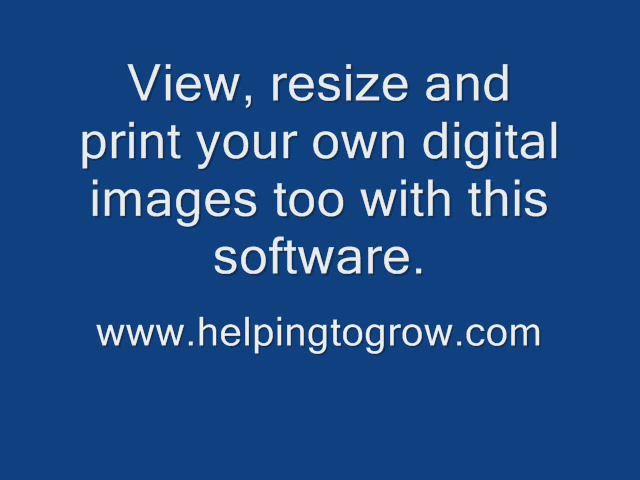 View, resize and
print your own digital
images too with this
software.
www.helpingtogrow.com